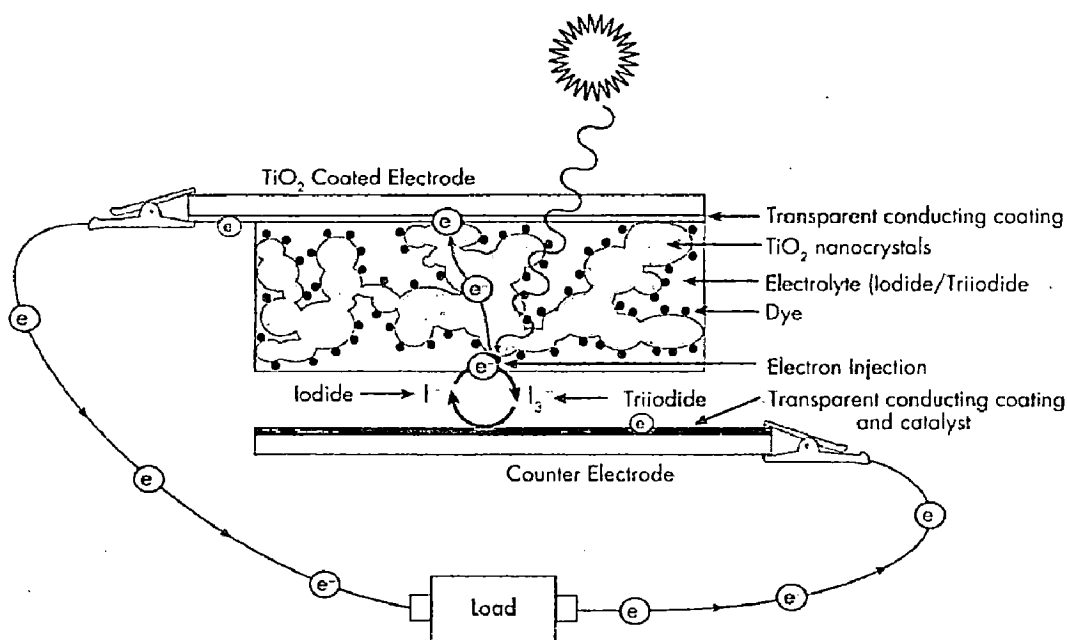 TiO2 Coated Electrode
Transparent conducting coating
TiO2 nanocrystals
Electrolyte (Iodide/Triiodide
Dye
Electron Injection
Iodide
I-
I3-
Triiodide
Transparent conducting coating
and catalyst
Counter Electrode
Load
e
e
e-
e-
e
e
e-
e-
e
e
e